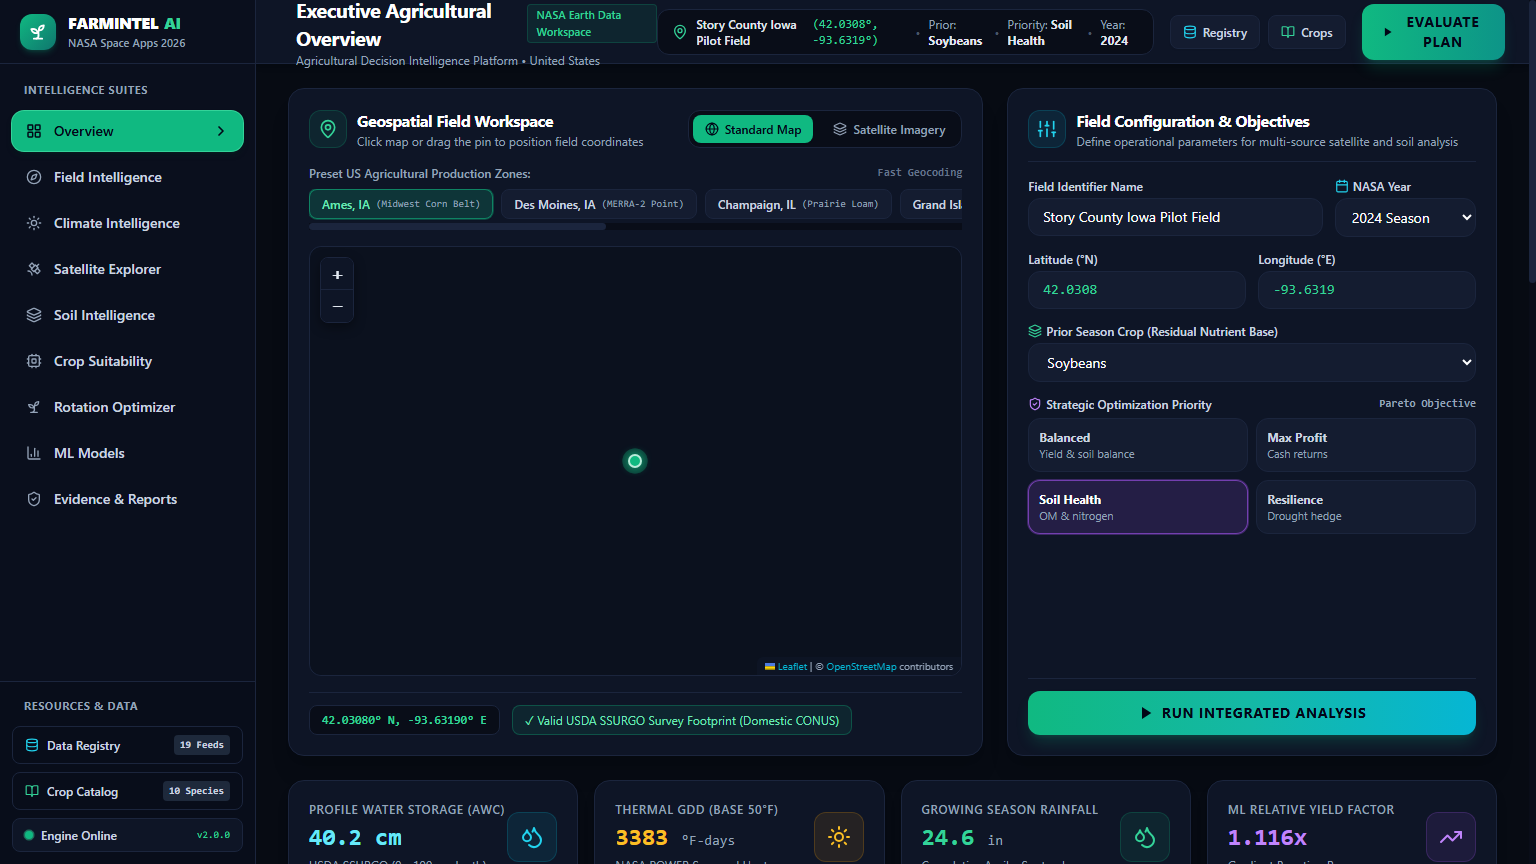 FARMINTEL AI
NASA Space Apps 2026
INTELLIGENCE SUITES
Overview
Field Intelligence
Climate Intelligence
Satellite Explorer
Soil Intelligence
Crop Suitability
Rotation Optimizer
ML Models
Evidence & Reports
RESOURCES & DATA
Data Registry 19 Feeds
Crop Catalog 10 Species
Engine Online v2.0.0
Executive Agricultural
Overview
Agricultural Decision Intelligence Platform • United States
NASA Earth Data
Workspace
Story County Iowa
Pilot Field
(42.0308°,
-93.6319°)
• Prior:
Soybeans
• Priority: Soil
Health
• Year:
2024
Registry
Crops
EVALUATE
PLAN
Geospatial Field Workspace
Click map or drag the pin to position field coordinates
Standard Map
Satellite Imagery
Preset US Agricultural Production Zones:
Fast Geocoding
Ames, IA (Midwest Corn Belt)
Des Moines, IA (MERRA-2 Point)
Champaign, IL (Prairie Loam)
Grand Isl
+
−
Leaflet | © OpenStreetMap contributors
42.03080° N, -93.63190° E
✓ Valid USDA SSURGO Survey Footprint (Domestic CONUS)
Field Configuration & Objectives
Define operational parameters for multi-source satellite and soil analysis
Field Identifier Name
NASA Year
Story County Iowa Pilot Field
2024 Season
Latitude (°N)
Longitude (°E)
42.0308
-93.6319
Prior Season Crop (Residual Nutrient Base)
Soybeans
Strategic Optimization Priority
Pareto Objective
Balanced
Yield & soil balance
Max Profit
Cash returns
Soil Health
OM & nitrogen
Resilience
Drought hedge
RUN INTEGRATED ANALYSIS
PROFILE WATER STORAGE (AWC)
40.2 cm
THERMAL GDD (BASE 50°F)
3383 °F-days
GROWING SEASON RAINFALL
24.6 in
ML RELATIVE YIELD FACTOR
1.116x